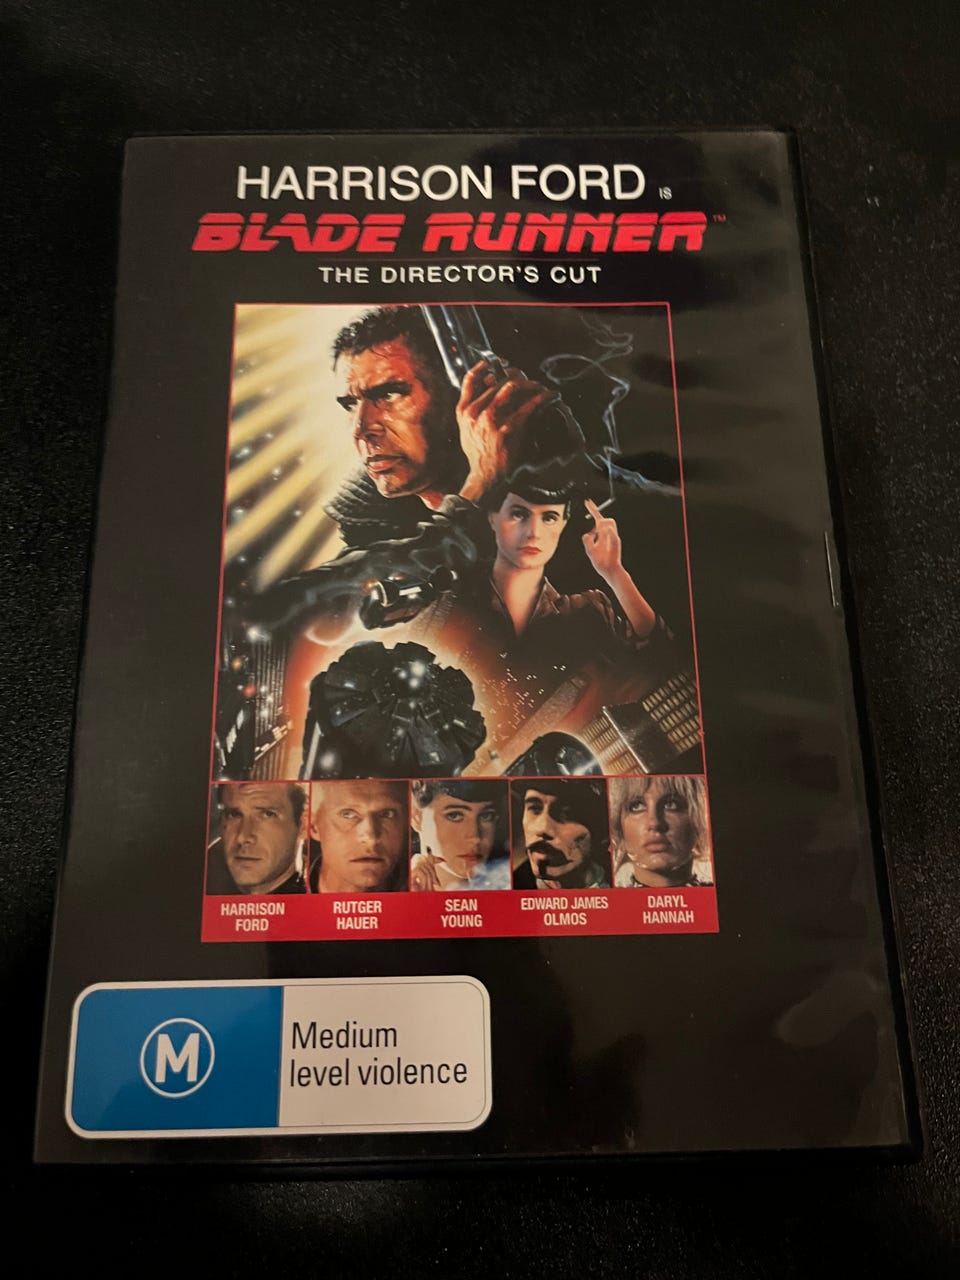 HARRISON FORD IS
BLADE RUNNER™
THE DIRECTOR'S CUT
HARRISON
FORD
RUTGER
HAUER
SEAN
YOUNG
EDWARD JAMES
OLMOS
DARYL
HANNAH
M
Medium
level violence